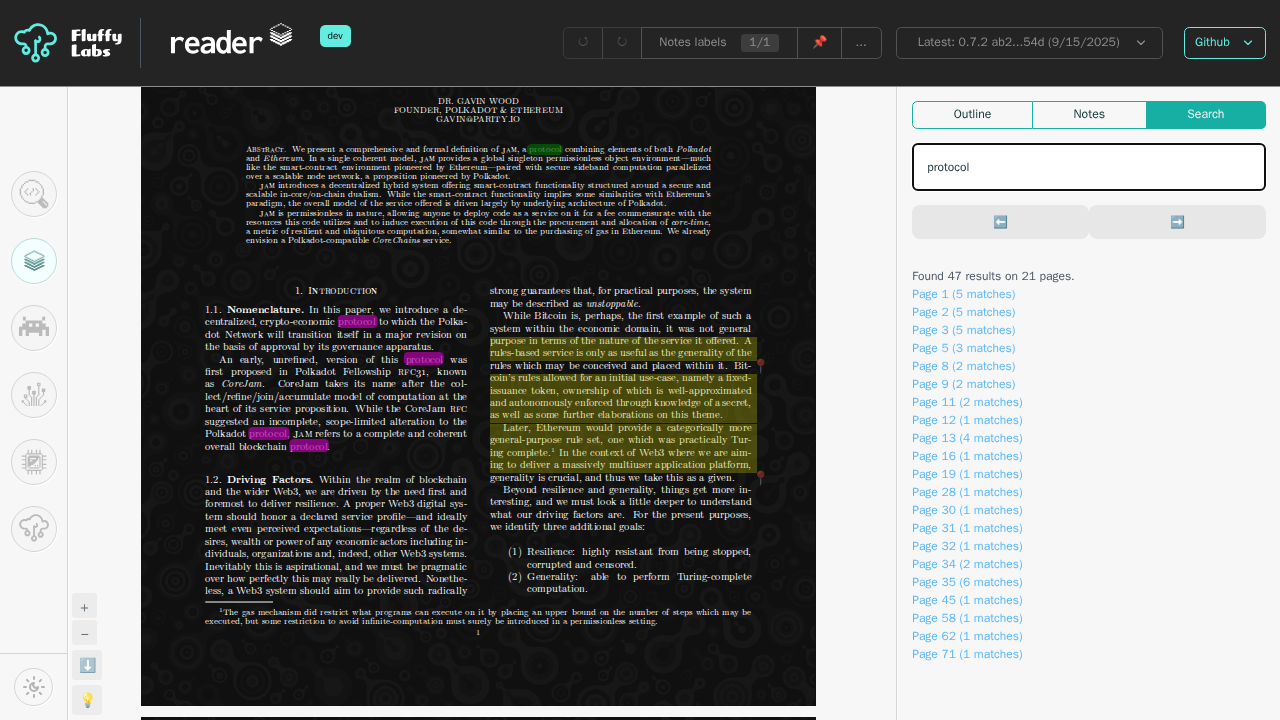 Fluffy Labs
reader
dev
Notes labels 1/1
...
Latest: 0.7.2 ab2...54d (9/15/2025)
Github
DR. GAVIN WOOD
FOUNDER, POLKADOT & ETHEREUM
GAVIN@PARITY.IO
Abstract. We present a comprehensive and formal definition of Jam, a protocol combining elements of both Polkadot
and Ethereum. In a single coherent model, Jam provides a global singleton permissionless object environment—much
like the smart-contract environment pioneered by Ethereum—paired with secure sideband computation parallelized
over a scalable node network, a proposition pioneered by Polkadot.
Jam introduces a decentralized hybrid system offering smart-contract functionality structured around a secure and
scalable in-core/on-chain dualism. While the smart-contract functionality implies some similarities with Ethereum's
paradigm, the overall model of the service offered is driven largely by underlying architecture of Polkadot.
Jam is permissionless in nature, allowing anyone to deploy code as a service on it for a fee commensurate with the
resources this code utilizes and to induce execution of this code through the procurement and allocation of core-time,
a metric of resilient and ubiquitous computation, somewhat similar to the purchasing of gas in Ethereum. We already
envision a Polkadot-compatible CoreChains service.
1. Introduction
1.1. Nomenclature. In this paper, we introduce a de-
centralized, crypto-economic protocol to which the Polka-
dot Network will transition itself in a major revision on
the basis of approval by its governance apparatus.
An early, unrefined, version of this protocol was
first proposed in Polkadot Fellowship RFC31, known
as CoreJam. CoreJam takes its name after the col-
lect/refine/join/accumulate model of computation at the
heart of its service proposition. While the CoreJam RFC
suggested an incomplete, scope-limited alteration to the
Polkadot protocol, Jam refers to a complete and coherent
overall blockchain protocol.
1.2. Driving Factors. Within the realm of blockchain
and the wider Web3, we are driven by the need first and
foremost to deliver resilience. A proper Web3 digital sys-
tem should honor a declared service profile—and ideally
meet even perceived expectations—regardless of the de-
sires, wealth or power of any economic actors including in-
dividuals, organizations and, indeed, other Web3 systems.
Inevitably this is aspirational, and we must be pragmatic
over how perfectly this may really be delivered. Nonethe-
less, a Web3 system should aim to provide such radically
strong guarantees that, for practical purposes, the system
may be described as unstoppable.
While Bitcoin is, perhaps, the first example of such a
system within the economic domain, it was not general
purpose in terms of the nature of the service it offered. A
rules-based service is only as useful as the generality of the
rules which may be conceived and placed within it. Bit-
coin's rules allowed for an initial use-case, namely a fixed-
issuance token, ownership of which is well-approximated
and autonomously enforced through knowledge of a secret,
as well as some further elaborations on this theme.
Later, Ethereum would provide a categorically more
general-purpose rule set, one which was practically Tur-
ing complete.1 In the context of Web3 where we are aim-
ing to deliver a massively multiuser application platform,
generality is crucial, and thus we take this as a given.
Beyond resilience and generality, things get more in-
teresting, and we must look a little deeper to understand
what our driving factors are. For the present purposes,
we identify three additional goals:
(1) Resilience: highly resistant from being stopped,
corrupted and censored.
(2) Generality: able to perform Turing-complete
computation.
1The gas mechanism did restrict what programs can execute on it by placing an upper bound on the number of steps which may be
executed, but some restriction to avoid infinite-computation must surely be introduced in a permissionless setting.
1
+
−
Outline Notes Search
protocol
Found 47 results on 21 pages.
Page 1 (5 matches)
Page 2 (5 matches)
Page 3 (5 matches)
Page 5 (3 matches)
Page 8 (2 matches)
Page 9 (2 matches)
Page 11 (2 matches)
Page 12 (1 matches)
Page 13 (4 matches)
Page 16 (1 matches)
Page 19 (1 matches)
Page 28 (1 matches)
Page 30 (1 matches)
Page 31 (1 matches)
Page 32 (1 matches)
Page 34 (2 matches)
Page 35 (6 matches)
Page 45 (1 matches)
Page 58 (1 matches)
Page 62 (1 matches)
Page 71 (1 matches)